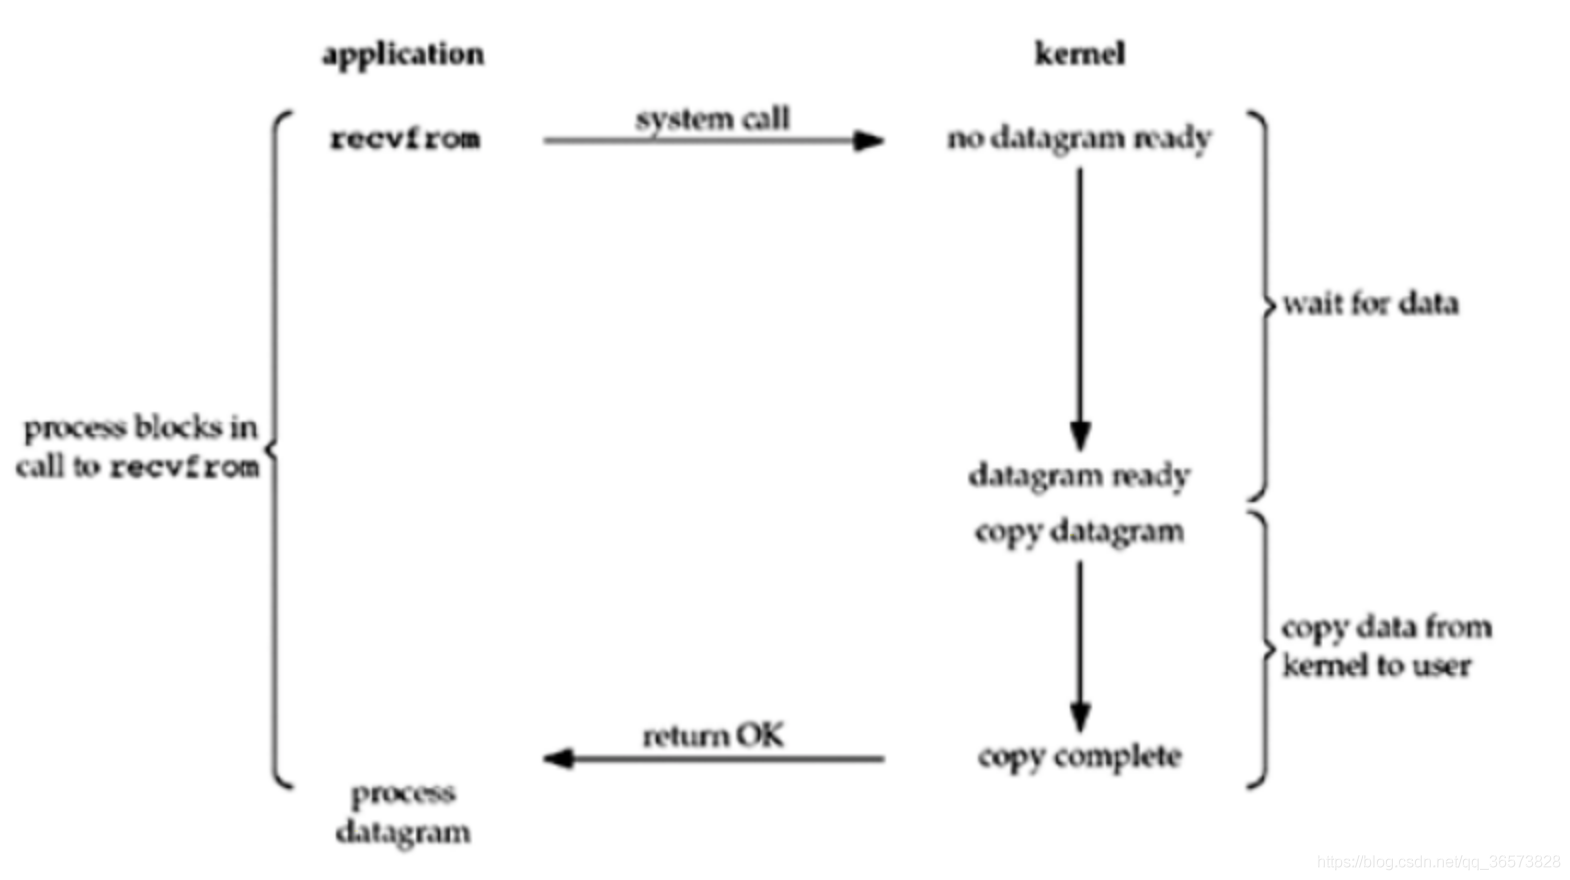 application
kernel
recvfrom
system call
no datagram ready
wait for data
process blocks in
call to recvfrom
datagram ready
copy datagram
copy data from
kernel to user
return OK
copy complete
process
datagram
https://blog.csdn.net/qq_36573828